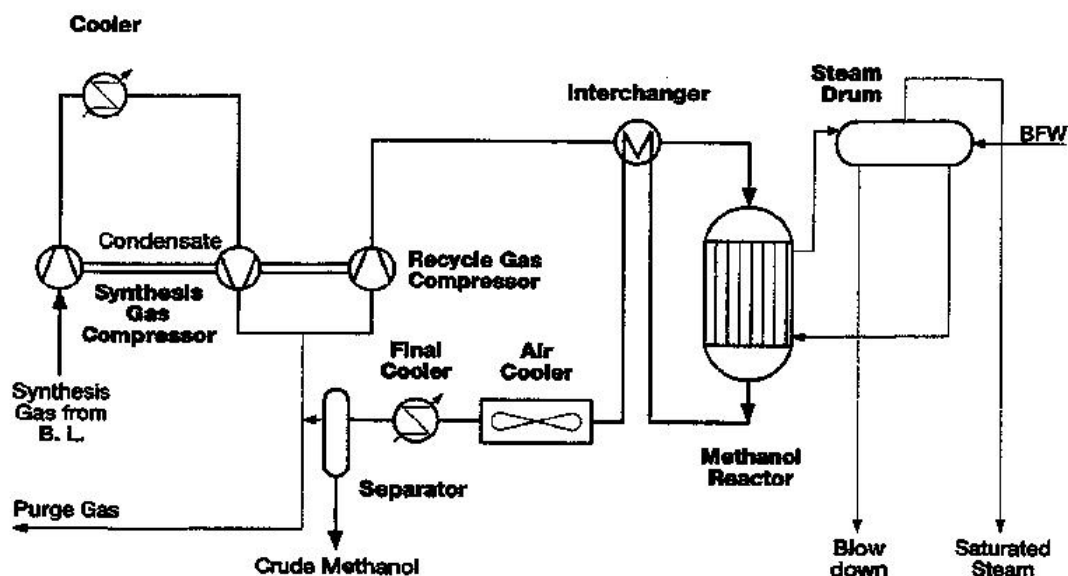 Cooler
Steam
Drum
Interchanger
BFW
Condensate
Recycle Gas
Compressor
Synthesis
Gas
Compressor
Final
Cooler
Air
Cooler
Synthesis
Gas from
B. L.
Methanol
Reactor
Separator
Purge Gas
Crude Methanol
Blow
down
Saturated
Steam